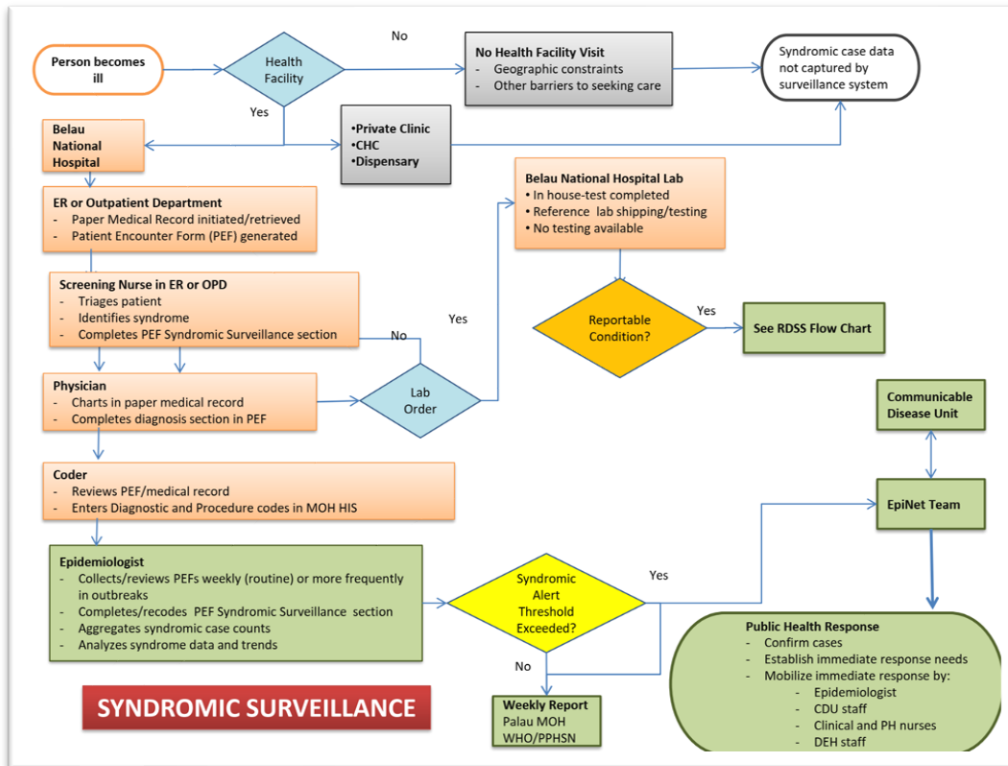 Person becomes
ill
Health
Facility
No
No Health Facility Visit
- Geographic constraints
- Other barriers to seeking care
Syndromic case data
not captured by
surveillance system
Yes
Belau
National
Hospital
•Private Clinic
•CHC
•Dispensary
ER or Outpatient Department
- Paper Medical Record initiated/retrieved
- Patient Encounter Form (PEF) generated
Belau National Hospital Lab
• In house-test completed
• Reference lab shipping/testing
• No testing available
Screening Nurse in ER or OPD
- Triages patient
- Identifies syndrome
- Completes PEF Syndromic Surveillance section
No
Yes
Reportable
Condition?
Yes
See RDSS Flow Chart
Physician
- Charts in paper medical record
- Completes diagnosis section in PEF
Lab
Order
Communicable
Disease Unit
Coder
- Reviews PEF/medical record
- Enters Diagnostic and Procedure codes in MOH HIS
EpiNet Team
Epidemiologist
- Collects/reviews PEFs weekly (routine) or more frequently
in outbreaks
- Completes/recodes PEF Syndromic Surveillance section
- Aggregates syndromic case counts
- Analyzes syndrome data and trends
Syndromic
Alert
Threshold
Exceeded?
Yes
No
Public Health Response
- Confirm cases
- Establish immediate response needs
- Mobilize immediate response by:
- Epidemiologist
- CDU staff
- Clinical and PH nurses
- DEH staff
SYNDROMIC SURVEILLANCE
Weekly Report
Palau MOH
WHO/PPHSN